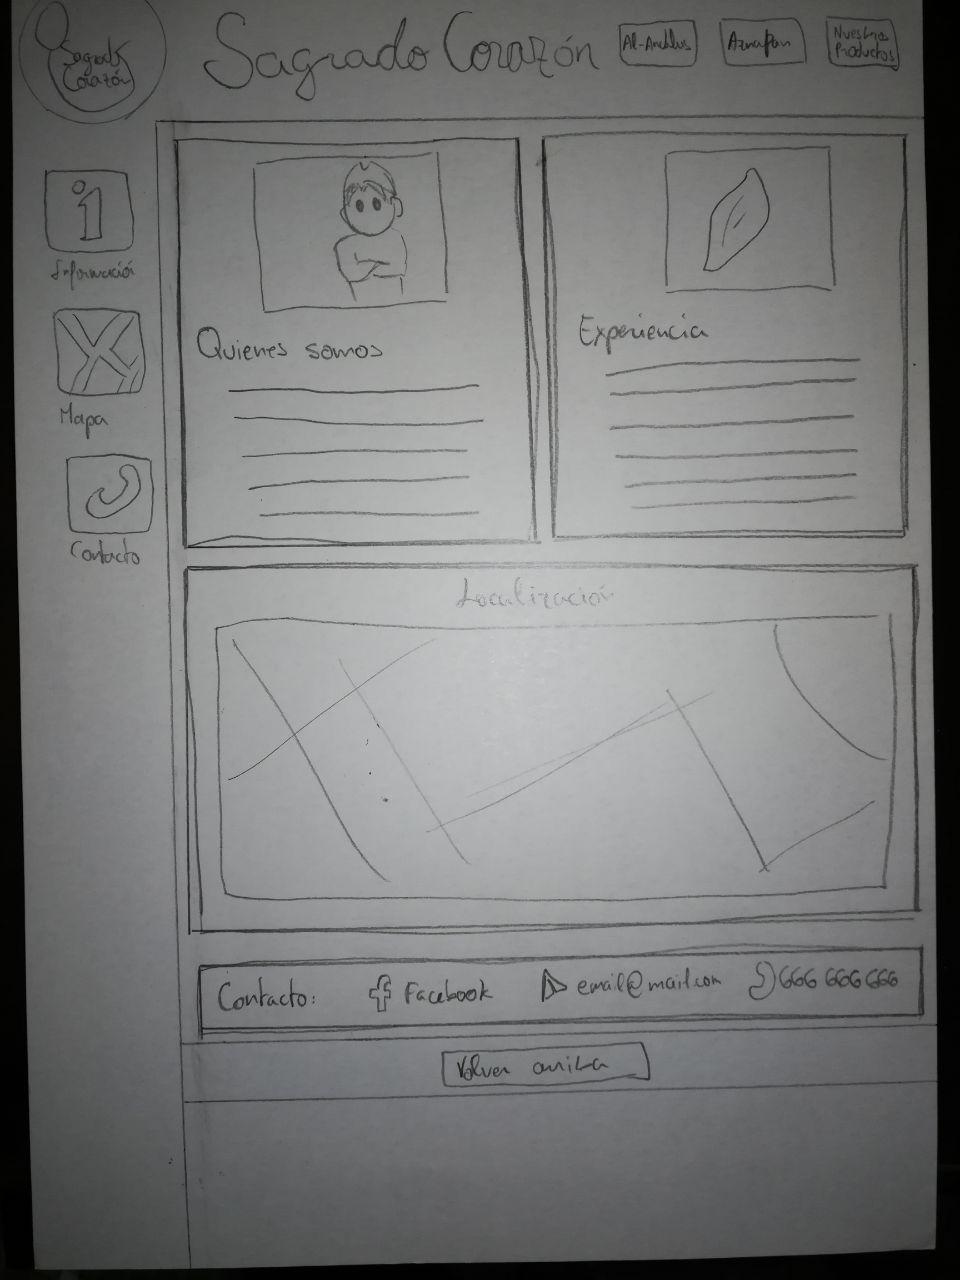 Sagrado
Corazón
Sagrado Corazón
Al-Andalus
Aznafan
Nuestros
Productos
Información
Mapa
Contacto
Quienes somos
Experiencia
Localización
Contacto: Facebook email@mail.com 666 666 666
Volver arriba